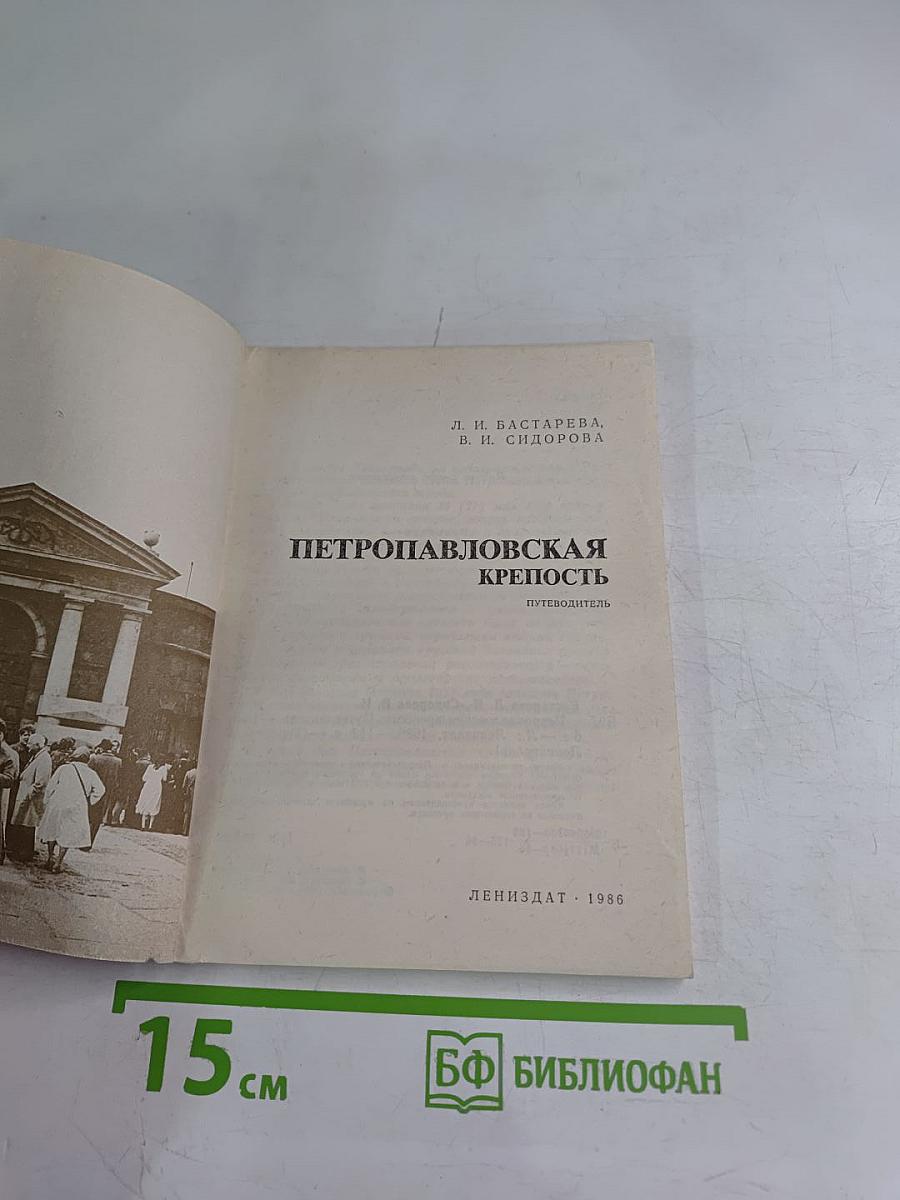 Л. И. БАСТАРЕВА,
В. И. СИДОРОВА
ПЕТРОПАВЛОВСКАЯ
КРЕПОСТЬ
ПУТЕВОДИТЕЛЬ
ЛЕНИЗДАТ · 1986
15 см
БФ БИБЛИОФАН